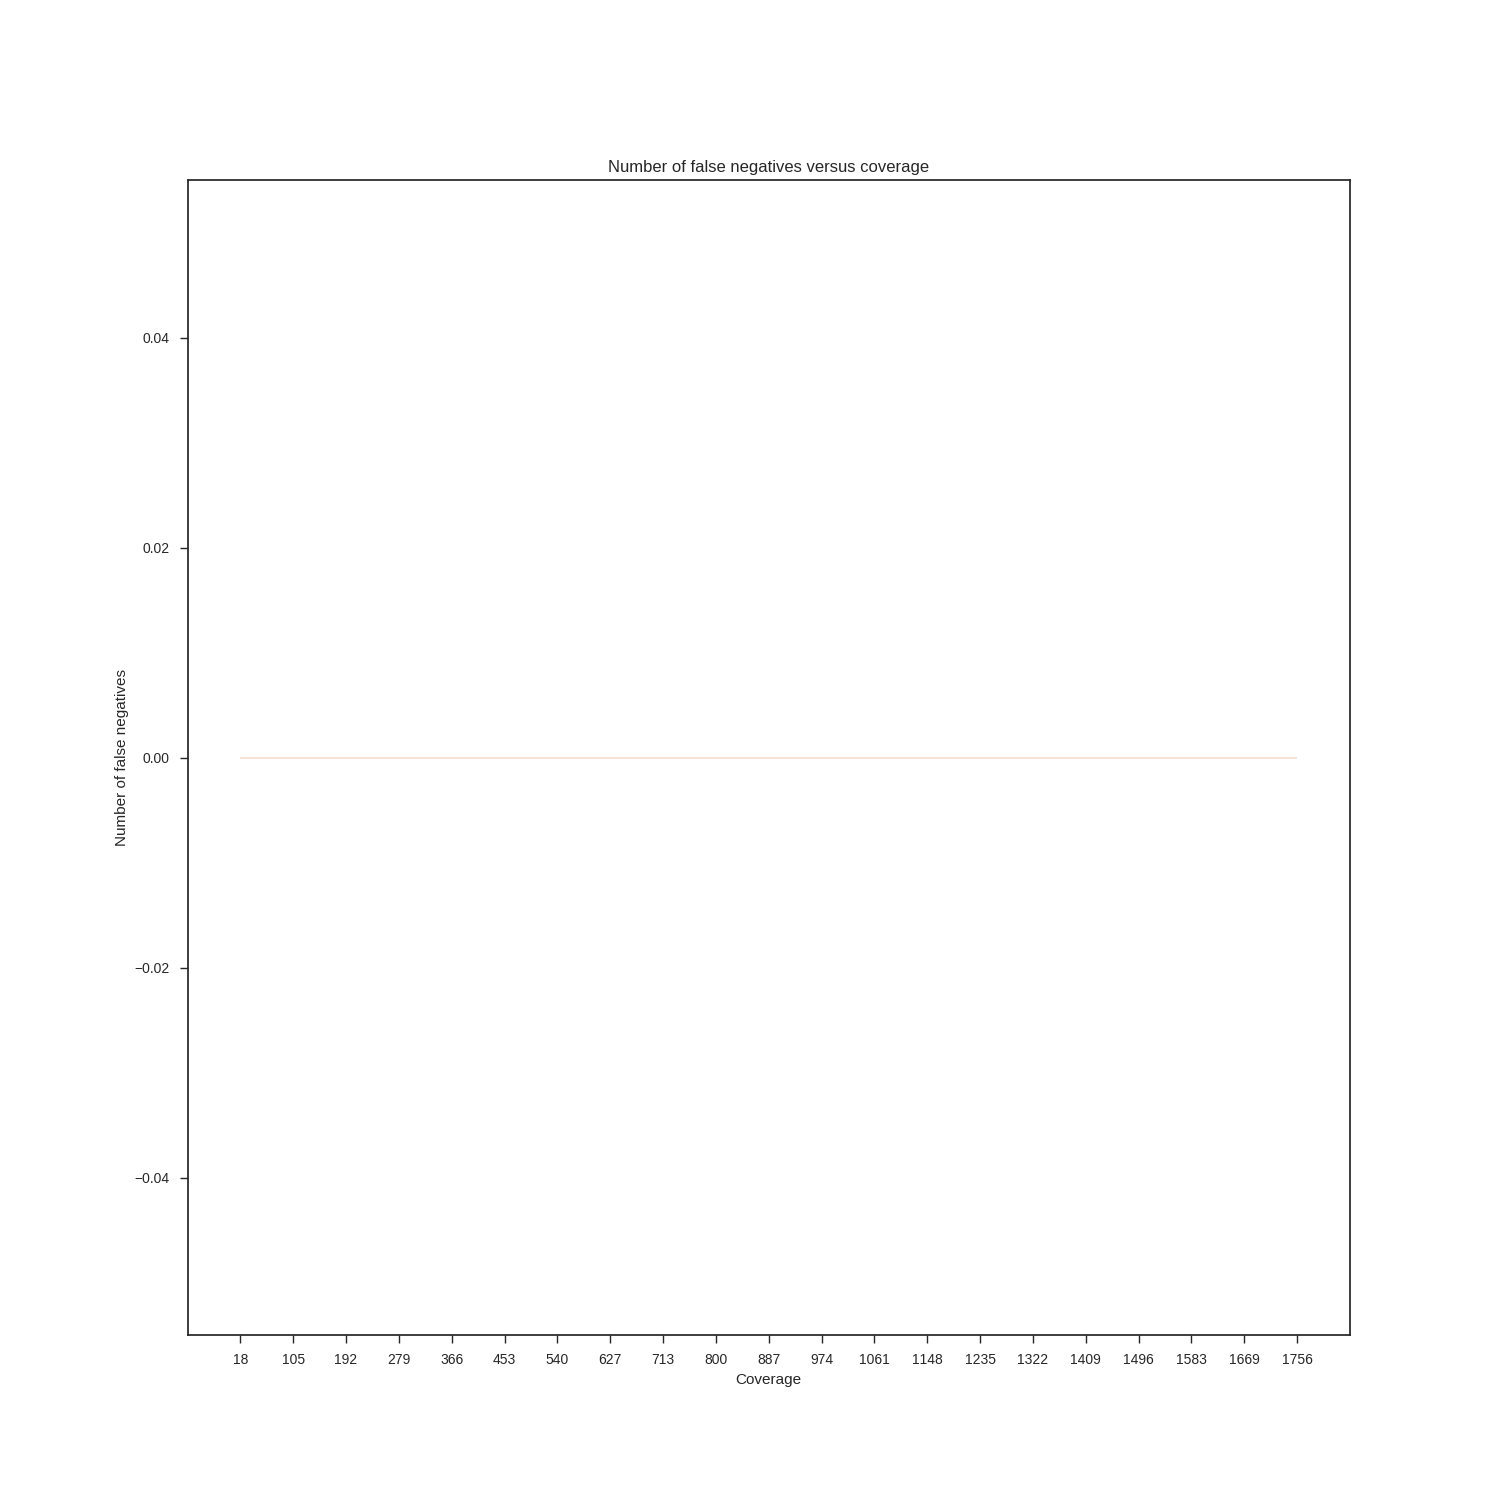 Number of false negatives versus coverage
Number of false negatives
0.04
0.02
0.00
−0.02
−0.04
18 105 192 279 366 453 540 627 713 800 887 974 1061 1148 1235 1322 1409 1496 1583 1669 1756
Coverage